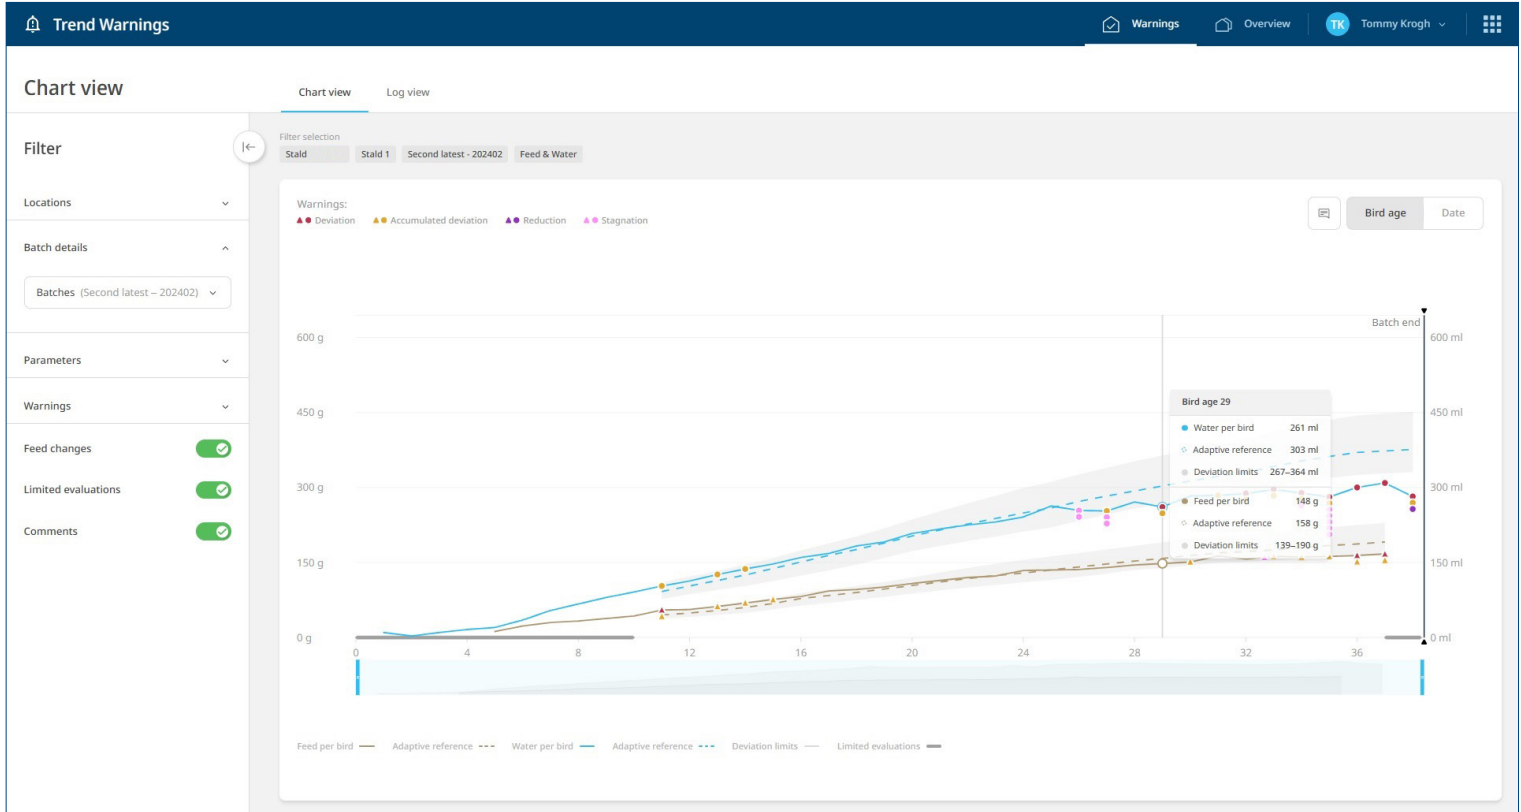 Trend Warnings
Warnings
Overview
TK
Tommy Krogh
Chart view
Chart view
Log view
Filter
Filter selection
Stald
Stald 1
Second latest - 202402
Feed & Water
Locations
Batch details
Batches (Second latest – 202402)
Parameters
Warnings
Feed changes
Limited evaluations
Comments
Warnings:
Deviation
Accumulated deviation
Reduction
Stagnation
Bird age
Date
Batch end
600 g
600 ml
450 g
450 ml
300 g
300 ml
150 g
150 ml
0 g
0 ml
Bird age 29
Water per bird 261 ml
Adaptive reference 303 ml
Deviation limits 267–364 ml
Feed per bird 148 g
Adaptive reference 158 g
Deviation limits 139–190 g
0 4 8 12 16 20 24 28 32 36
Feed per bird
Adaptive reference
Water per bird
Adaptive reference
Deviation limits
Limited evaluations